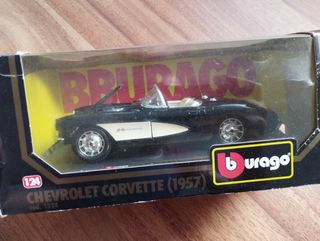 BBURAGO
burago
1:24
CHEVROLET CORVETTE (1957)